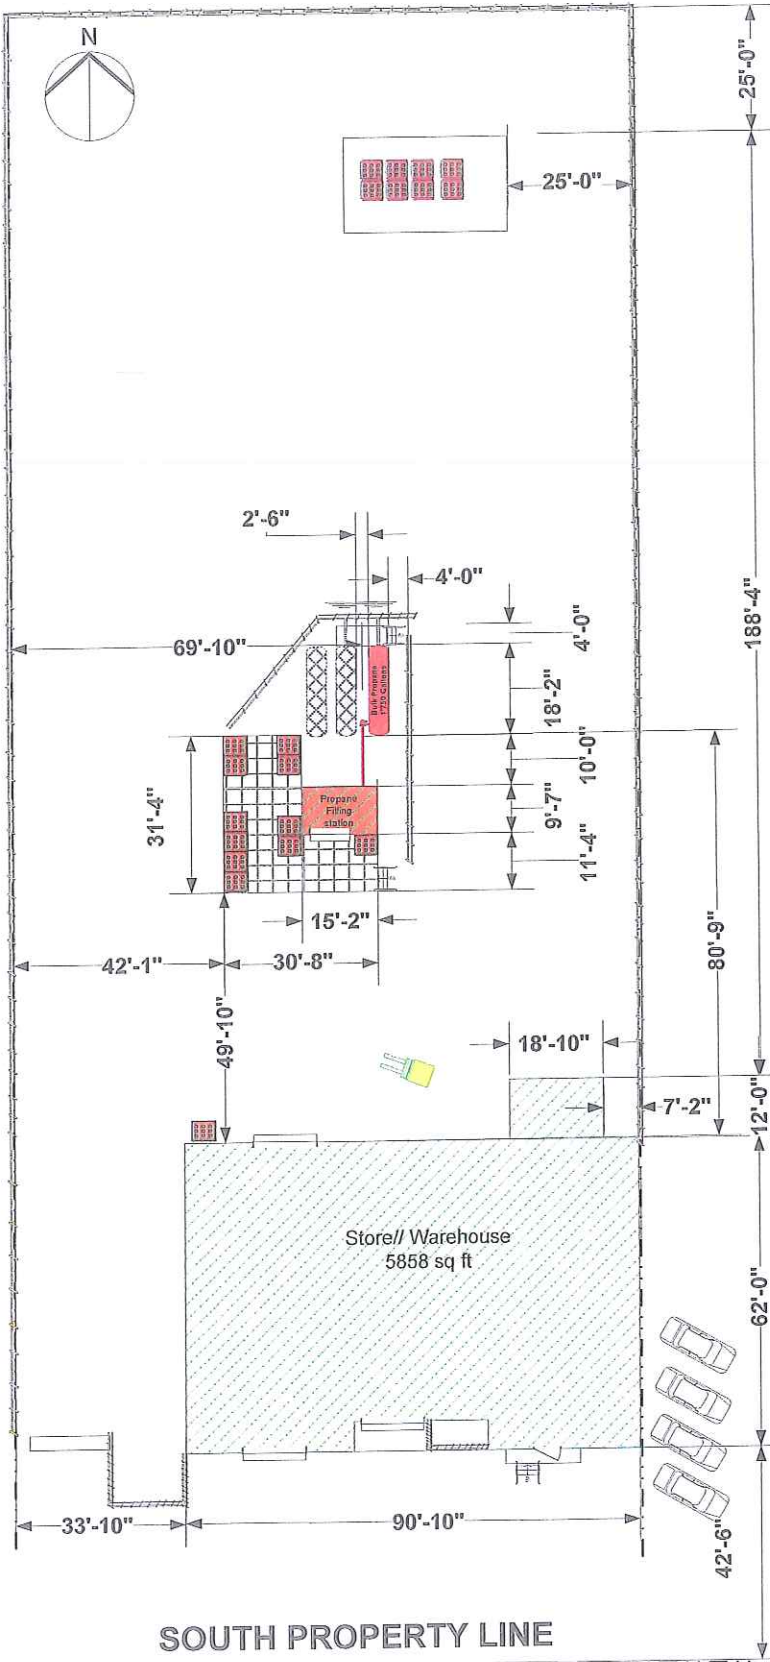 N
25'-0"
25'-0"
2'-6"
4'-0"
69'-10"
4'-0"
188'-4"
Bulk Propane
1'750 Gallons
18'-2"
10'-0"
31'-4"
Propane
Filling
station
9'-7"
11'-4"
15'-2"
80'-9"
42'-1"
30'-8"
49'-10"
18'-10"
7'-2"
12'-0"
Store// Warehouse
5858 sq ft
62'-0"
33'-10"
90'-10"
42'-6"
SOUTH PROPERTY LINE